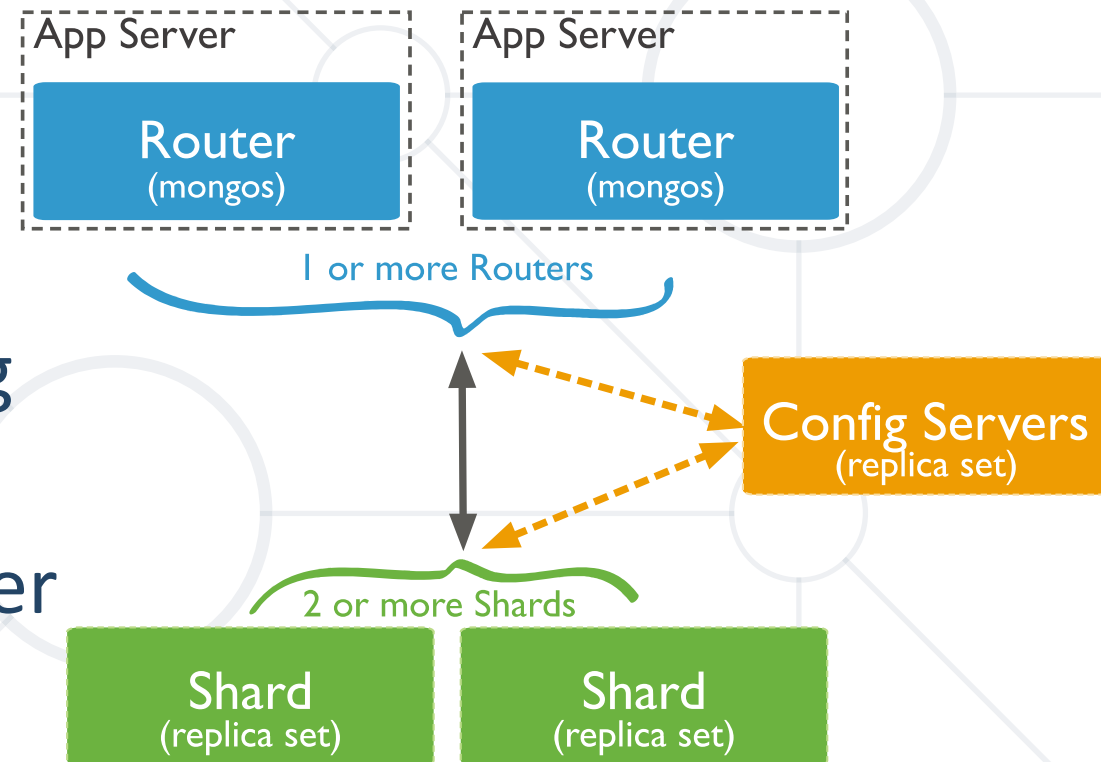 App Server
App Server
Router
(mongos)
Router
(mongos)
1 or more Routers
Config Servers
(replica set)
2 or more Shards
Shard
(replica set)
Shard
(replica set)